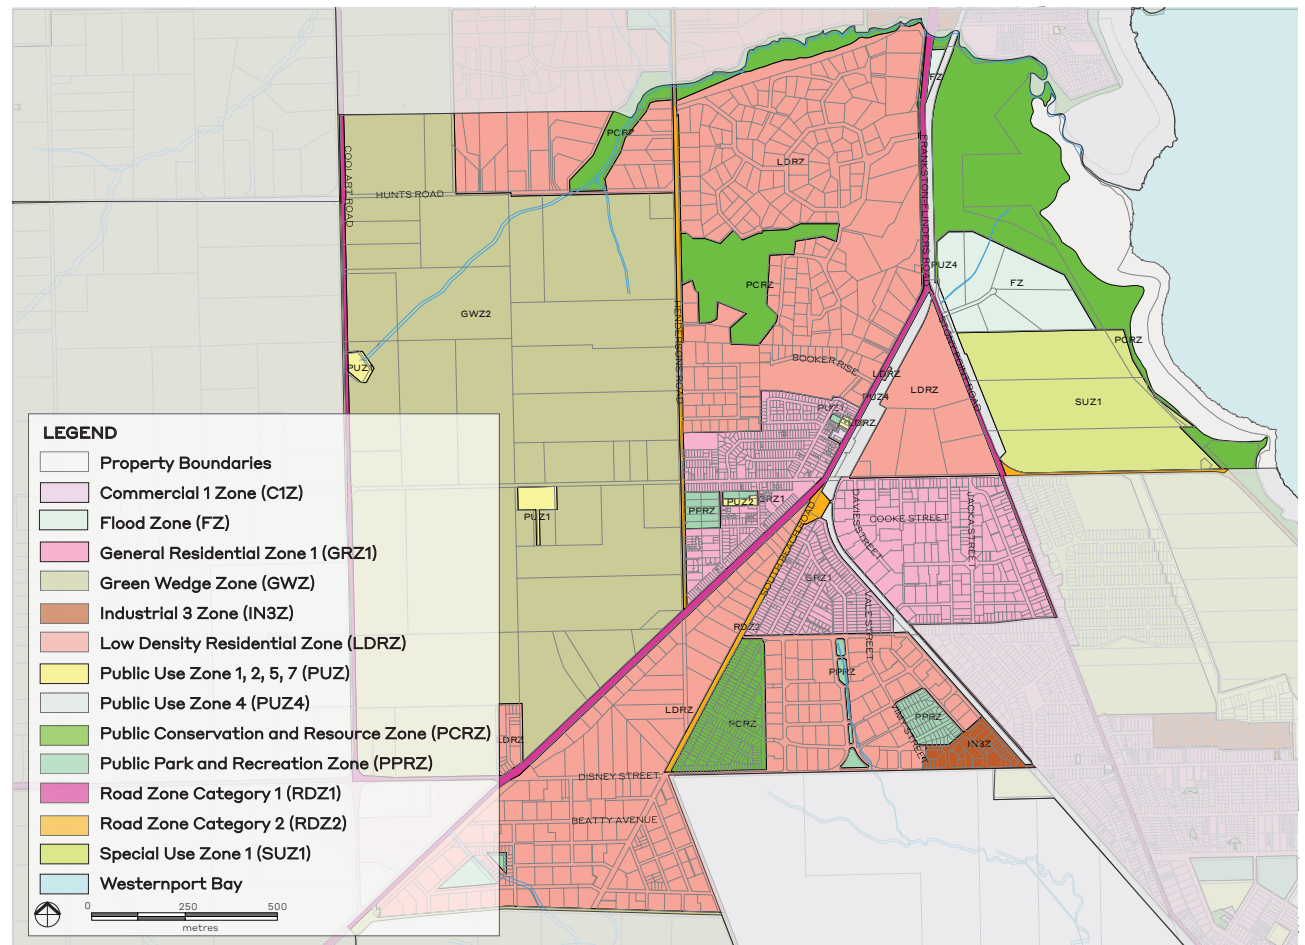 FZ
PCRZ
LDRZ
COOLART ROAD
HUNTS ROAD
FRANKSTON-FLINDERS ROAD
PUZ4
FZ
PCRZ
GWZ2
HENDERSONS ROAD
STONY POINT ROAD
PCRZ
BOOKER RISE
PUZ1
LDRZ
LDRZ
PUZ4
SUZ1
PUZ1
LDRZ
LEGEND
Property Boundaries
Commercial 1 Zone (C1Z)
Flood Zone (FZ)
General Residential Zone 1 (GRZ1)
Green Wedge Zone (GWZ)
Industrial 3 Zone (IN3Z)
Low Density Residential Zone (LDRZ)
Public Use Zone 1, 2, 5, 7 (PUZ)
Public Use Zone 4 (PUZ4)
Public Conservation and Resource Zone (PCRZ)
Public Park and Recreation Zone (PPRZ)
Road Zone Category 1 (RDZ1)
Road Zone Category 2 (RDZ2)
Special Use Zone 1 (SUZ1)
Westernport Bay
0 250 500
metres
PUZ1
PPRZ
PUZ2
GRZ1
DAVIES STREET
COOKE STREET
JACKA STREET
GRZ1
RDZ2
VALE STREET
PPRZ
LDRZ
PCRZ
PPRZ
IN3Z
LDRZ
DISNEY STREET
BEATTY AVENUE